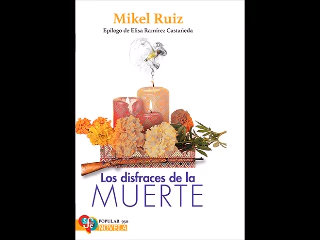 Mikel Ruiz
Epílogo de Elisa Ramírez Castañeda
Los disfraces de la
MUERTE
POPULAR
NOVELA